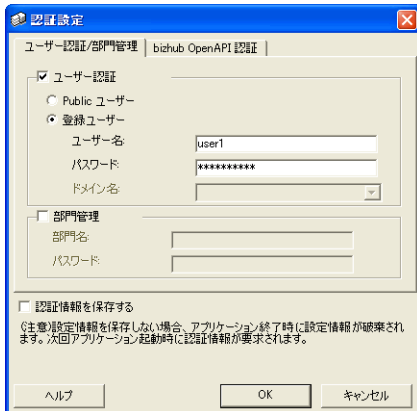 認証設定
ユーザー認証/部門管理
bizhub OpenAPI 認証
ユーザー認証
Public ユーザー
登録ユーザー
ユーザー名:
user1
パスワード:
**********
ドメイン名:
部門管理
部門名:
パスワード:
認証情報を保存する
(注意)設定情報を保存しない場合、アプリケーション終了時に設定情報が破棄され
ます。次回アプリケーション起動時に認証情報が要求されます。
ヘルプ
OK
キャンセル